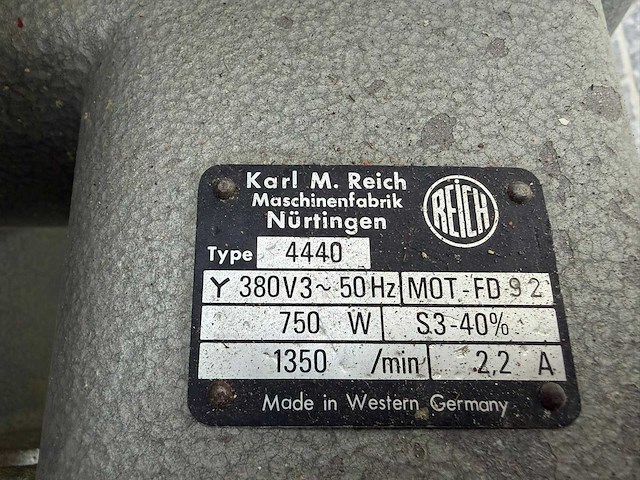 Karl M. Reich
Maschinenfabrik
Nürtingen
REICH
Type 4440
Y 380V3~50Hz MOT.-FD 92
750 W S3-40%
1350 /min 2,2 A
Made in Western Germany